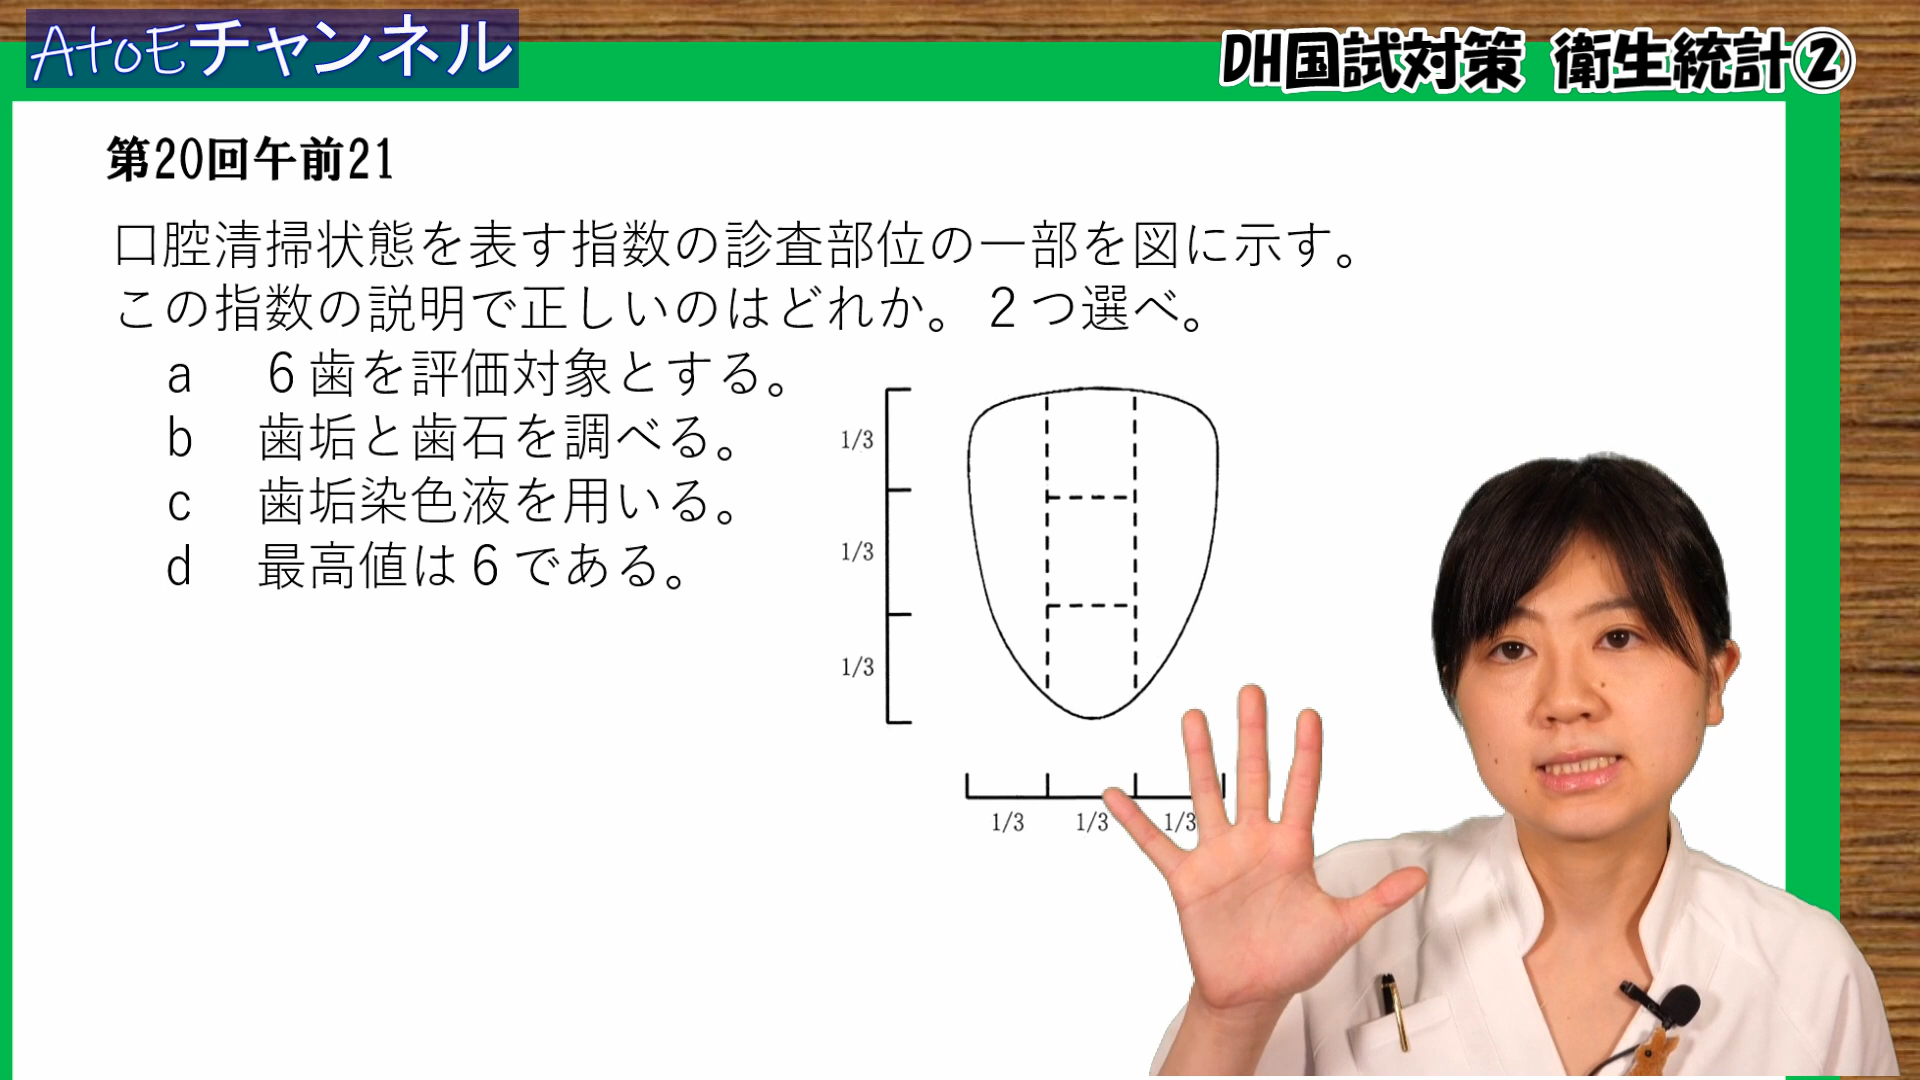 AtoEチャンネル
DH国試対策 衛生統計②
第20回午前21
口腔清掃状態を表す指数の診査部位の一部を図に示す。
この指数の説明で正しいのはどれか。２つ選べ。
a ６歯を評価対象とする。
b 歯垢と歯石を調べる。
c 歯垢染色液を用いる。
d 最高値は６である。
1/3
1/3
1/3
1/3 1/3 1/3